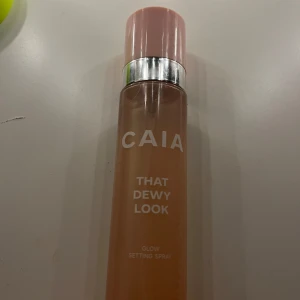 CAIA
THAT
DEWY
LOOK
GLOW
SETTING SPRAY